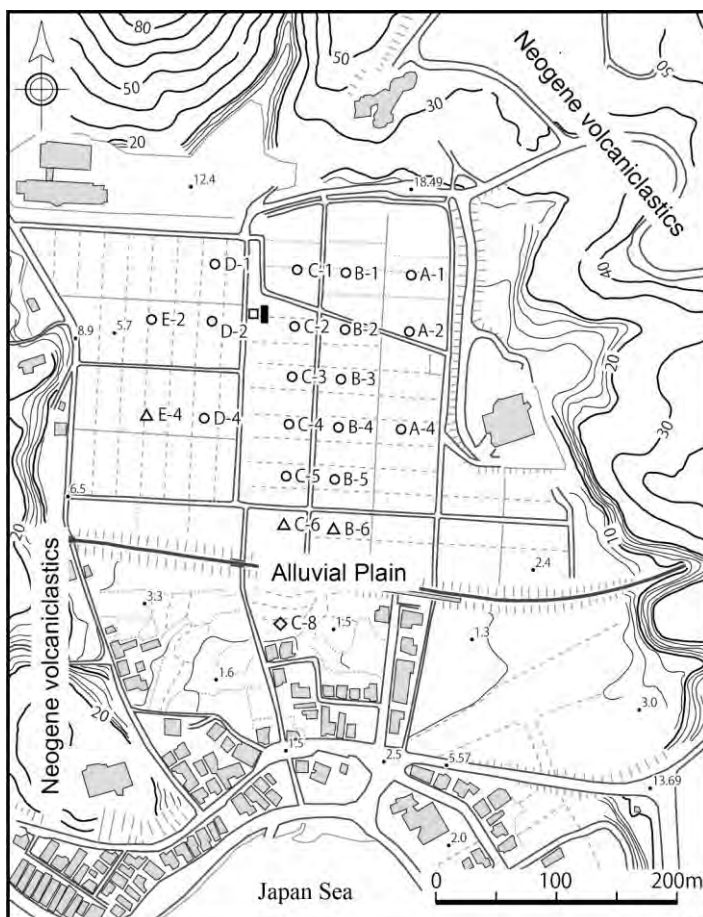 80
50
50
20
50
30
50
Neogene volcaniclastics
40
20
30
10
12.4
18.49
D-1
C-1
B-1
A-1
E-2
D-2
C-2
B-2
A-2
8.9
5.7
C-3
B-3
E-4
D-4
C-4
B-4
A-4
C-5
B-5
6.5
C-6
B-6
20
Neogene volcaniclastics
Alluvial Plain
2.4
3.3
C-8
1.5
1.3
1.6
3.0
20
1.5
2.5
5.57
13.69
2.0
Japan Sea
0 100 200m